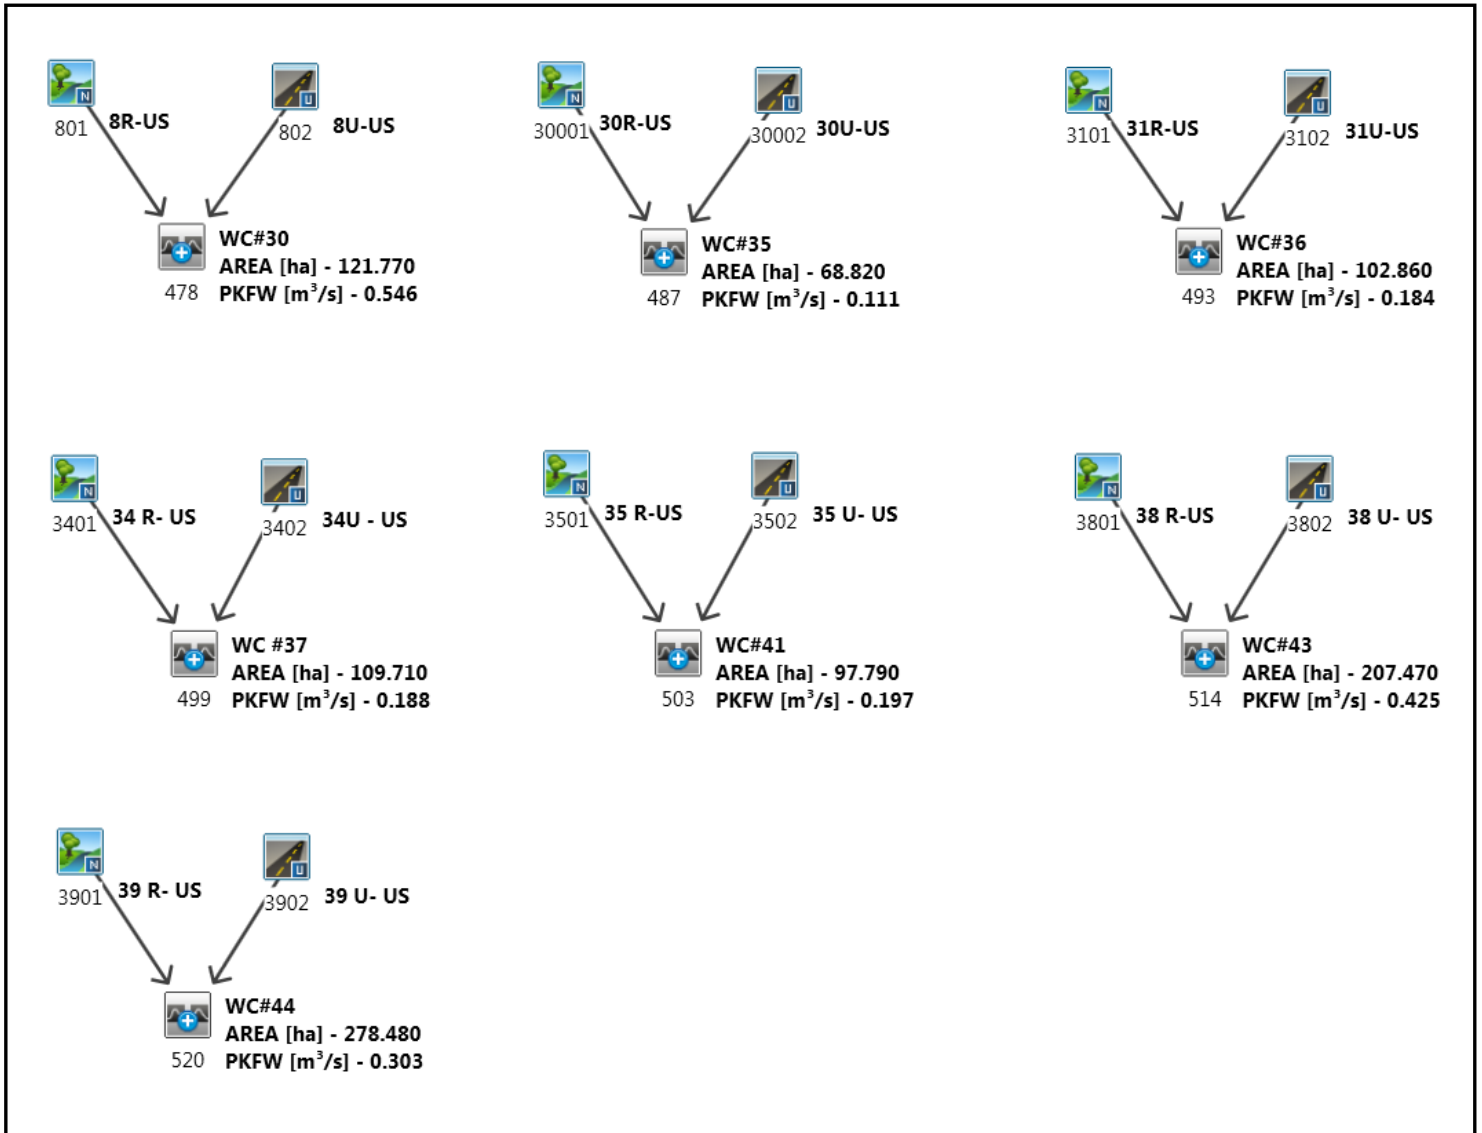 801 8R-US
802 8U-US
WC#30
AREA [ha] - 121.770
478 PKFW [m³/s] - 0.546
30001 30R-US
30002 30U-US
WC#35
AREA [ha] - 68.820
487 PKFW [m³/s] - 0.111
3101 31R-US
3102 31U-US
WC#36
AREA [ha] - 102.860
493 PKFW [m³/s] - 0.184
3401 34 R- US
3402 34U - US
WC #37
AREA [ha] - 109.710
499 PKFW [m³/s] - 0.188
3501 35 R-US
3502 35 U- US
WC#41
AREA [ha] - 97.790
503 PKFW [m³/s] - 0.197
3801 38 R-US
3802 38 U- US
WC#43
AREA [ha] - 207.470
514 PKFW [m³/s] - 0.425
3901 39 R- US
3902 39 U- US
WC#44
AREA [ha] - 278.480
520 PKFW [m³/s] - 0.303
N
U
N
U
N
U
N
U
N
U
N
U
N
U